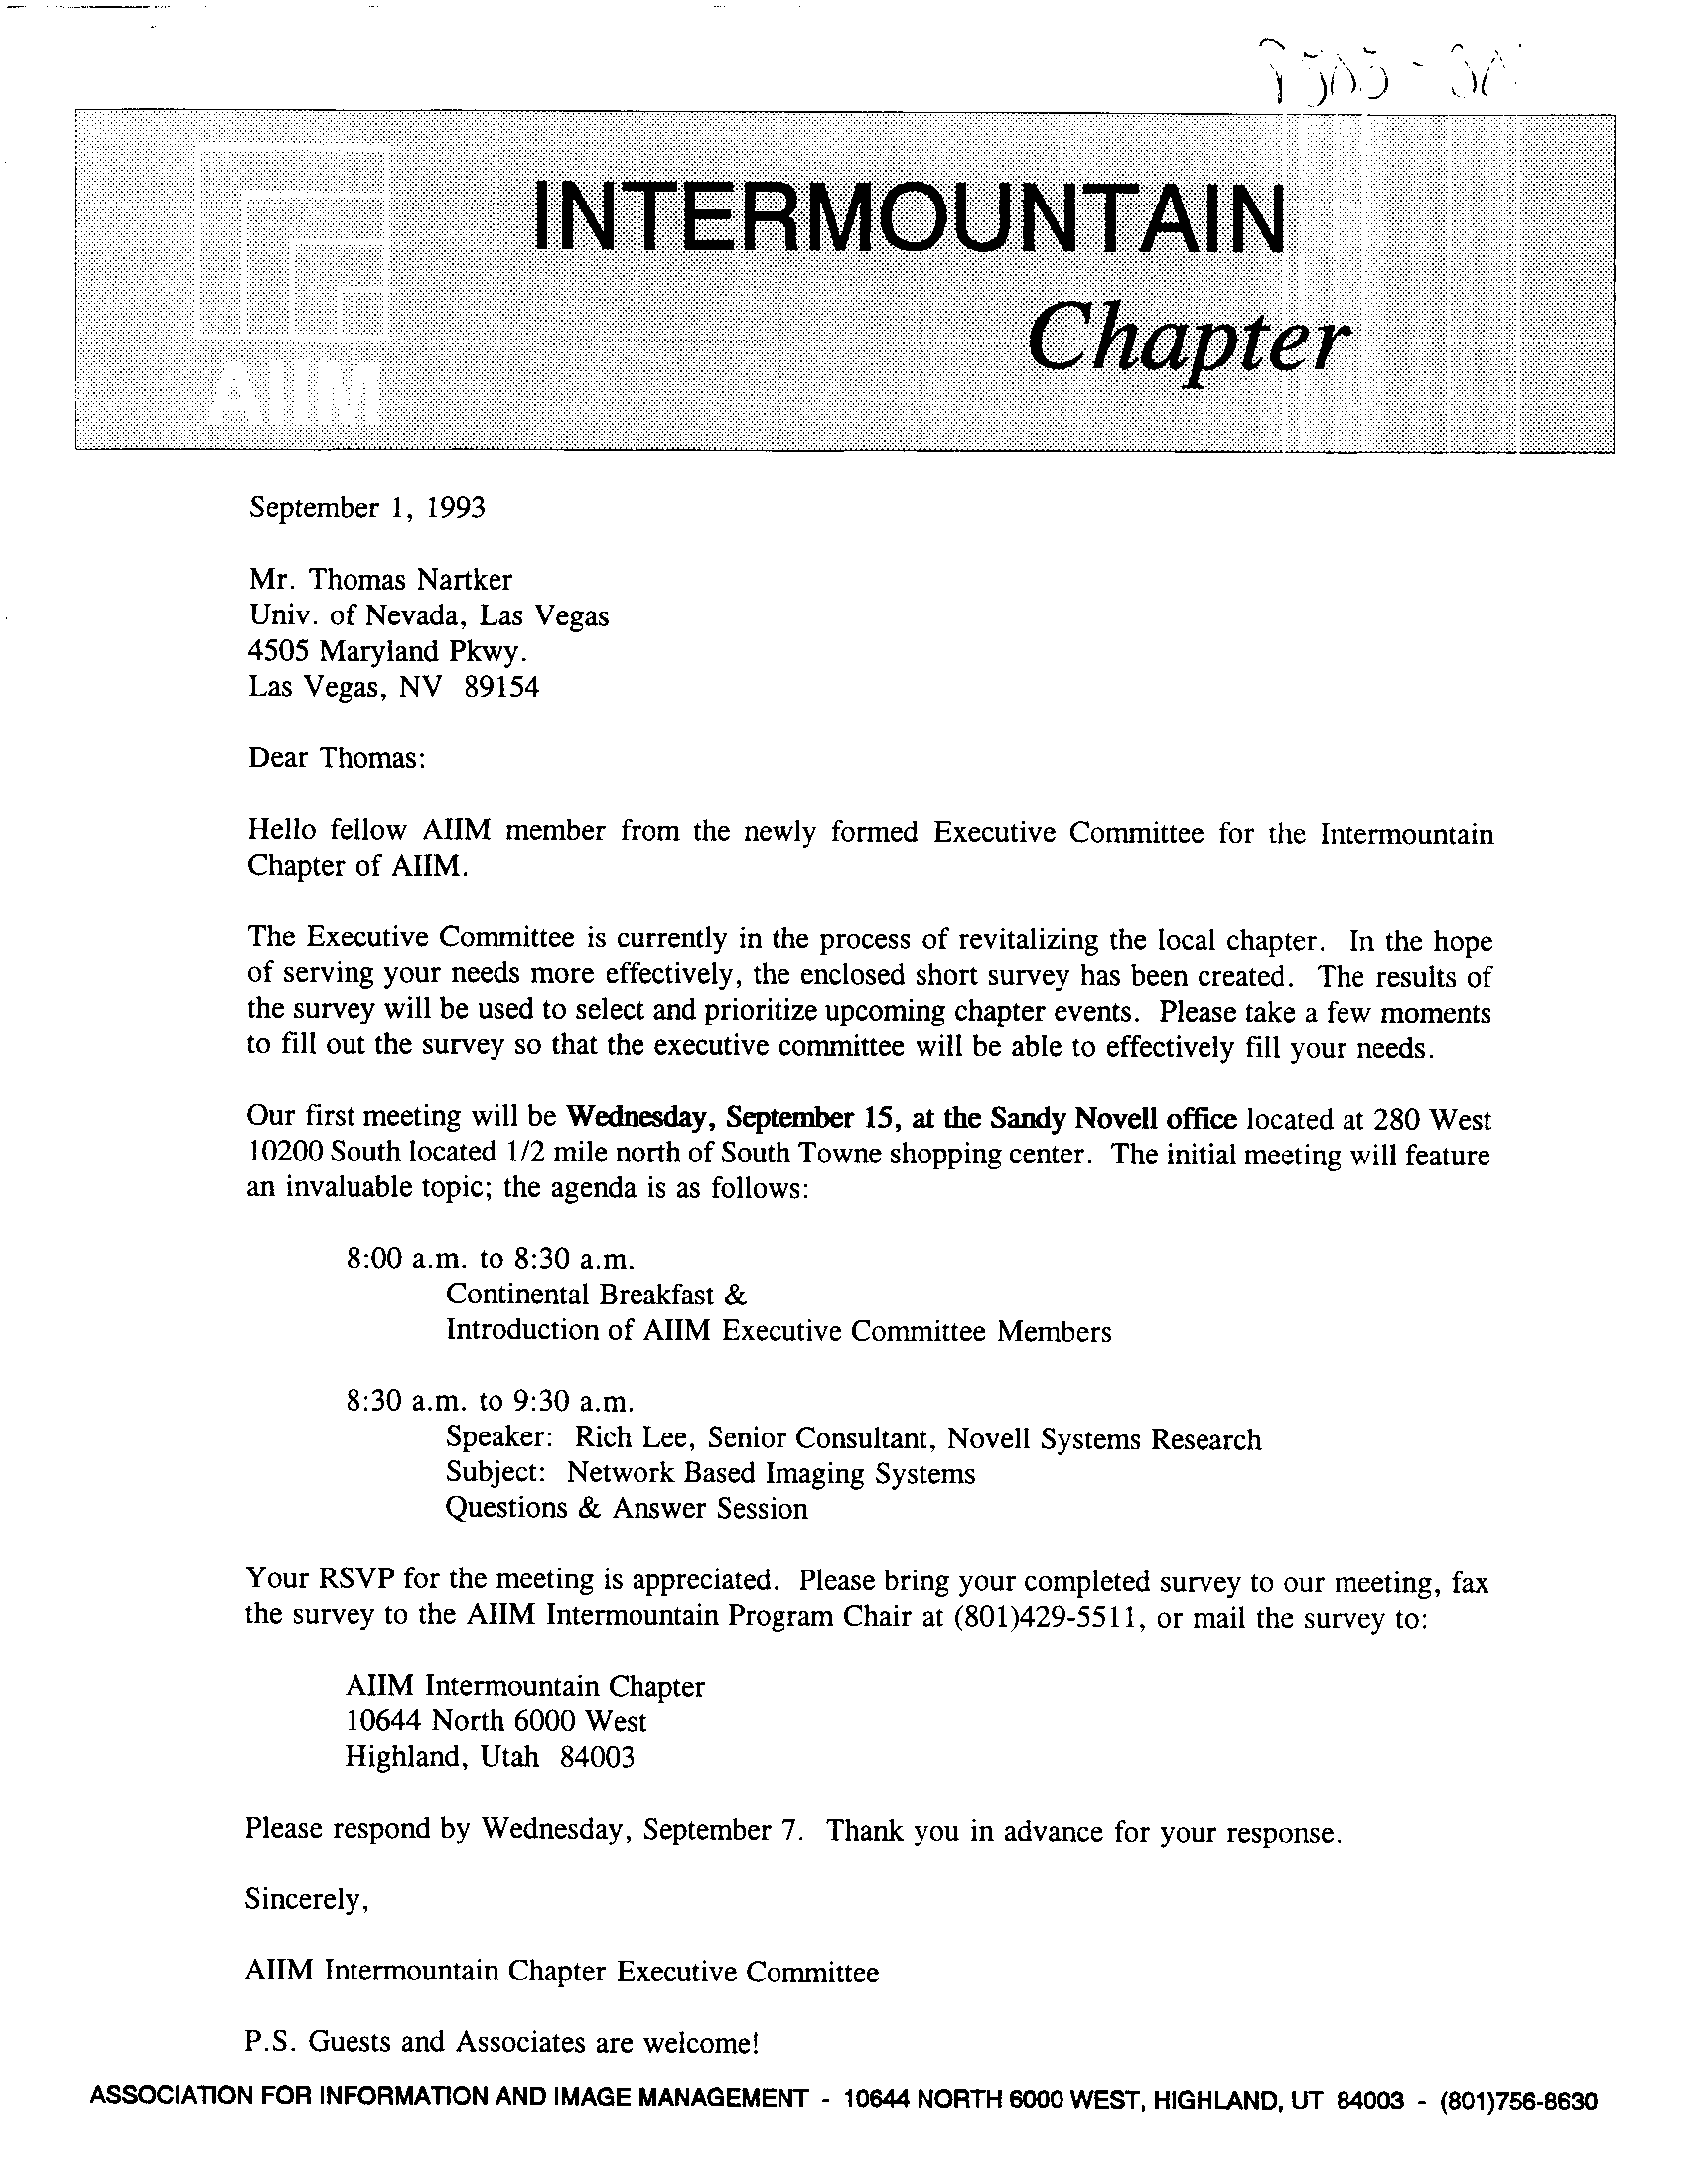 INTERMOUNTAIN
Chapter
AIIM
September 1, 1993
Mr. Thomas Nartker
Univ. of Nevada, Las Vegas
4505 Maryland Pkwy.
Las Vegas, NV 89154
Dear Thomas:
Hello fellow AIIM member from the newly formed Executive Committee for the Intermountain
Chapter of AIIM.
The Executive Committee is currently in the process of revitalizing the local chapter. In the hope
of serving your needs more effectively, the enclosed short survey has been created. The results of
the survey will be used to select and prioritize upcoming chapter events. Please take a few moments
to fill out the survey so that the executive committee will be able to effectively fill your needs.
Our first meeting will be Wednesday, September 15, at the Sandy Novell office located at 280 West
10200 South located 1/2 mile north of South Towne shopping center. The initial meeting will feature
an invaluable topic; the agenda is as follows:
8:00 a.m. to 8:30 a.m.
Continental Breakfast &
Introduction of AIIM Executive Committee Members
8:30 a.m. to 9:30 a.m.
Speaker: Rich Lee, Senior Consultant, Novell Systems Research
Subject: Network Based Imaging Systems
Questions & Answer Session
Your RSVP for the meeting is appreciated. Please bring your completed survey to our meeting, fax
the survey to the AIIM Intermountain Program Chair at (801)429-5511, or mail the survey to:
AIIM Intermountain Chapter
10644 North 6000 West
Highland, Utah 84003
Please respond by Wednesday, September 7. Thank you in advance for your response.
Sincerely,
AIIM Intermountain Chapter Executive Committee
P.S. Guests and Associates are welcome!
ASSOCIATION FOR INFORMATION AND IMAGE MANAGEMENT - 10644 NORTH 6000 WEST, HIGHLAND, UT 84003 - (801)756-8630